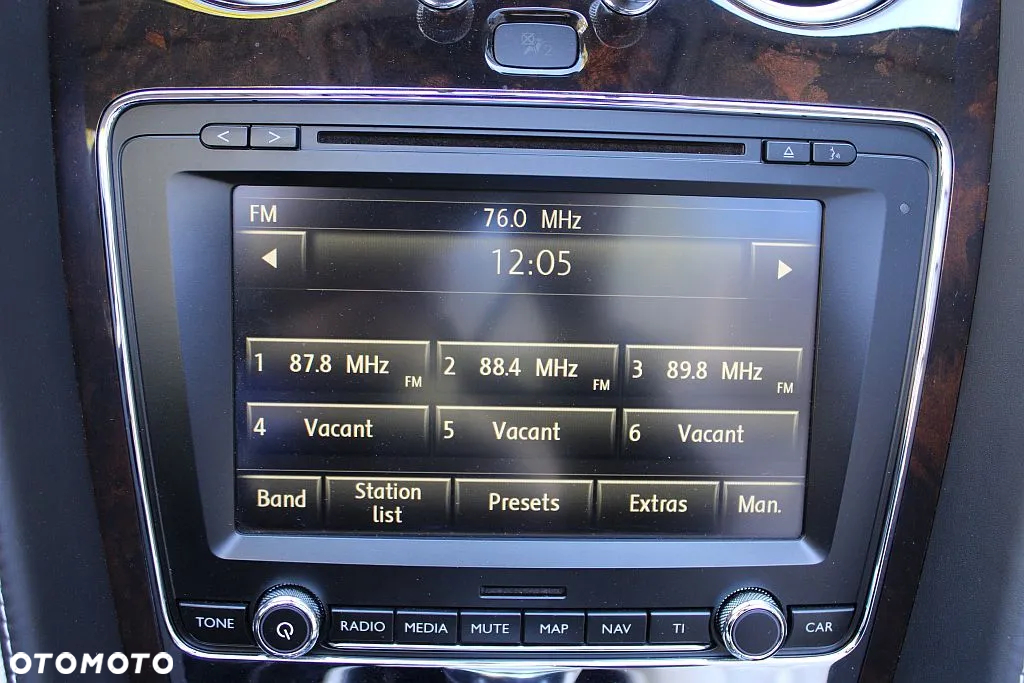 FM
76.0 MHz
12:05
1 87.8 MHz FM
2 88.4 MHz FM
3 89.8 MHz FM
4 Vacant
5 Vacant
6 Vacant
Band
Station
list
Presets
Extras
Man.
TONE
RADIO
MEDIA
MUTE
MAP
NAV
TI
CAR
OTOMOTO